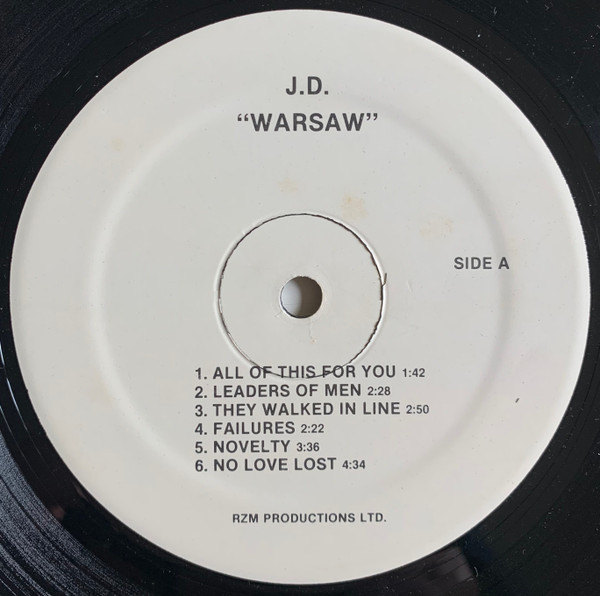 J.D.
“WARSAW”
SIDE A
1. ALL OF THIS FOR YOU 1:42
2. LEADERS OF MEN 2:28
3. THEY WALKED IN LINE 2:50
4. FAILURES 2:22
5. NOVELTY 3:36
6. NO LOVE LOST 4:34
RZM PRODUCTIONS LTD.